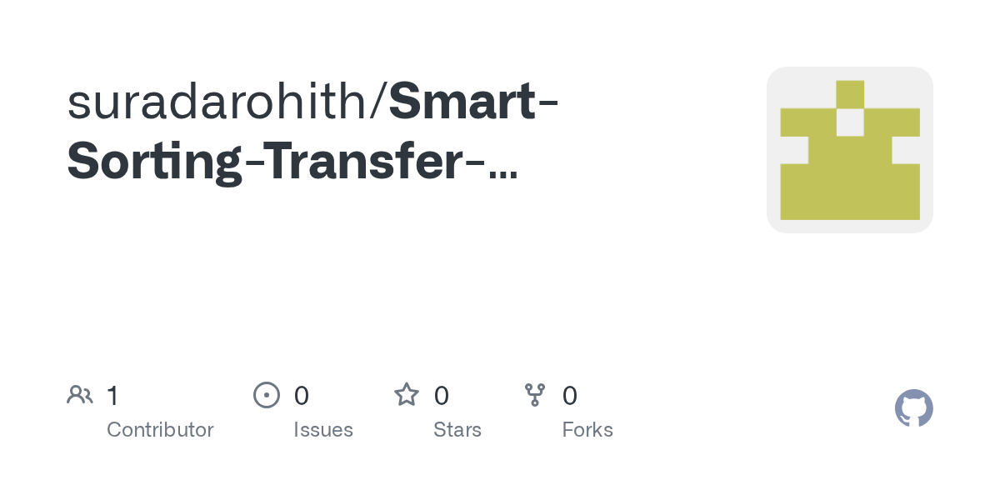 suradarohith/Smart-
Sorting-Transfer-...
1 0 0 0
Contributor Issues Stars Forks